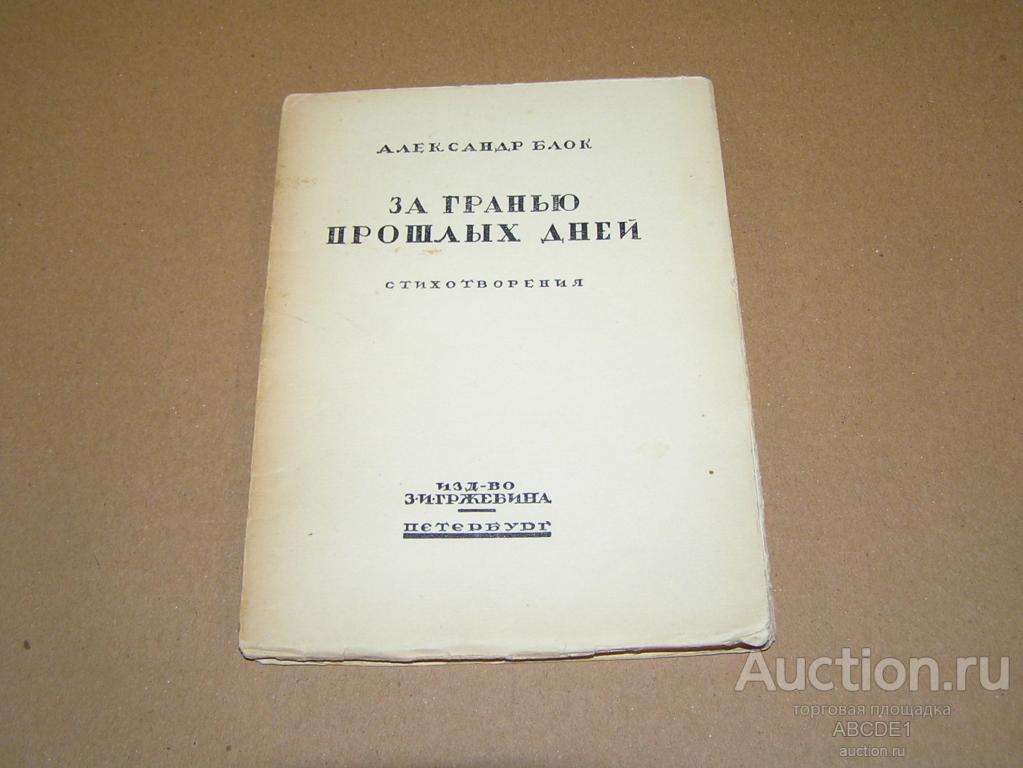 АЛЕКСАНДР БЛОК
ЗА ГРАНЬЮ
ПРОШЛЫХ ДНЕЙ
СТИХОТВОРЕНИЯ
ИЗД-ВО
З·И·ГРЖЕБИНА
ПЕТЕРБУРГ
Auction.ru
торговая площадка
ABCDE1
auction.ru